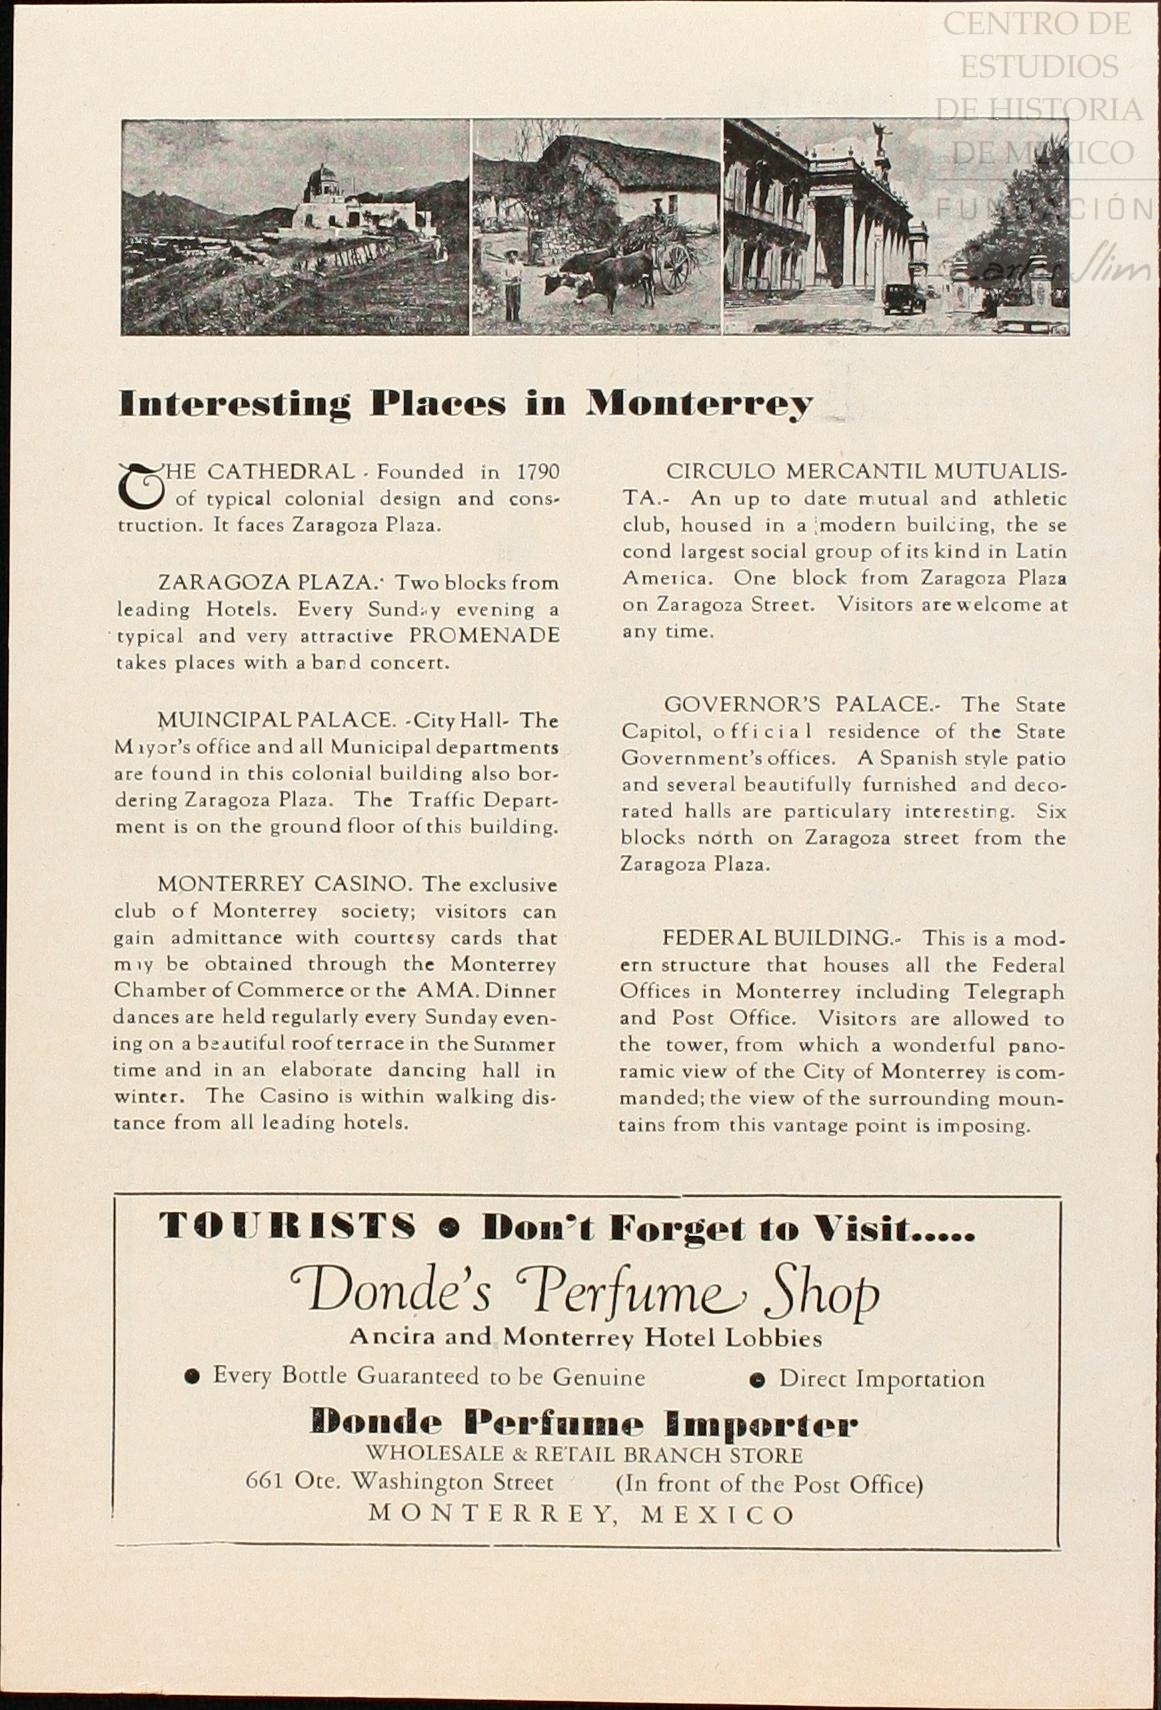 CENTRO DE
ESTUDIOS
DE HISTORIA
DE MÉXICO
FUNDACIÓN
Carlos Slim
Interesting Places in Monterrey
THE CATHEDRAL - Founded in 1790
of typical colonial design and cons-
truction. It faces Zaragoza Plaza.
ZARAGOZA PLAZA.- Two blocks from
leading Hotels. Every Sunday evening a
typical and very attractive PROMENADE
takes places with a band concert.
MUINCIPAL PALACE. -City Hall- The
Mayor's office and all Municipal departments
are found in this colonial building also bor-
dering Zaragoza Plaza. The Traffic Depart-
ment is on the ground floor of this building.
MONTERREY CASINO. The exclusive
club of Monterrey society; visitors can
gain admittance with courtesy cards that
may be obtained through the Monterrey
Chamber of Commerce or the AMA. Dinner
dances are held regularly every Sunday even-
ing on a beautiful roof terrace in the Summer
time and in an elaborate dancing hall in
winter. The Casino is within walking dis-
tance from all leading hotels.
CIRCULO MERCANTIL MUTUALIS-
TA.- An up to date mutual and athletic
club, housed in a modern building, the se
cond largest social group of its kind in Latin
America. One block from Zaragoza Plaza
on Zaragoza Street. Visitors are welcome at
any time.
GOVERNOR'S PALACE.- The State
Capitol, official residence of the State
Government's offices. A Spanish style patio
and several beautifully furnished and deco-
rated halls are particulary interesting. Six
blocks north on Zaragoza street from the
Zaragoza Plaza.
FEDERAL BUILDING.- This is a mod-
ern structure that houses all the Federal
Offices in Monterrey including Telegraph
and Post Office. Visitors are allowed to
the tower, from which a wonderful pano-
ramic view of the City of Monterrey is com-
manded; the view of the surrounding moun-
tains from this vantage point is imposing.
TOURISTS ● Don't Forget to Visit.....
Donde's Perfume Shop
Ancira and Monterrey Hotel Lobbies
● Every Bottle Guaranteed to be Genuine ● Direct Importation
Donde Perfume Importer
WHOLESALE & RETAIL BRANCH STORE
661 Ote. Washington Street (In front of the Post Office)
MONTERREY, MEXICO